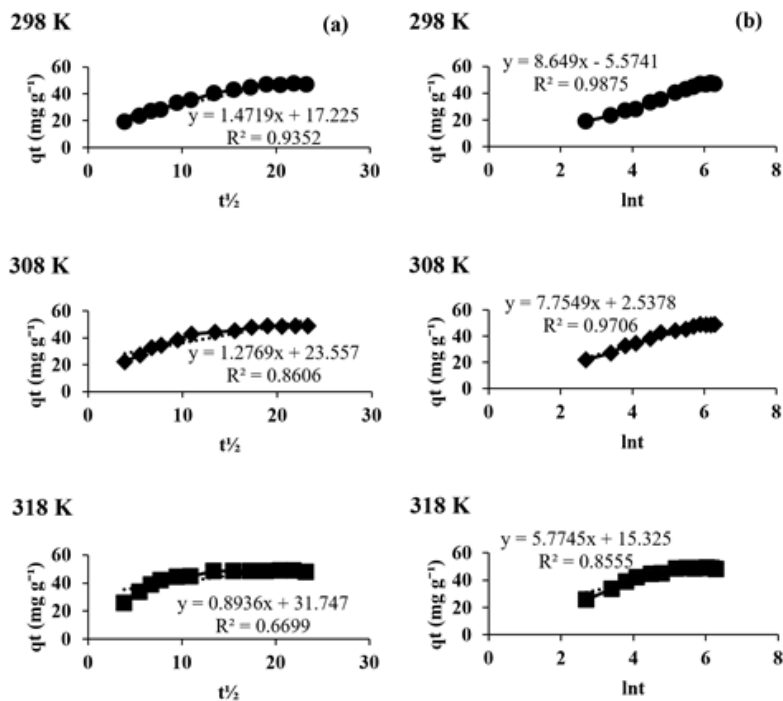 298 K (a)
60
40
20
0
qt (mg g⁻¹)
y = 1.4719x + 17.225
R² = 0.9352
0 10 20 30
t½
298 K (b)
60
40
20
0
qt (mg g⁻¹)
y = 8.649x - 5.5741
R² = 0.9875
0 2 4 6 8
lnt
308 K
60
40
20
0
qt (mg g⁻¹)
y = 1.2769x + 23.557
R² = 0.8606
0 10 20 30
t½
308 K
60
40
20
0
qt (mg g⁻¹)
y = 7.7549x + 2.5378
R² = 0.9706
0 2 4 6 8
lnt
318 K
60
40
20
0
qt (mg g⁻¹)
y = 0.8936x + 31.747
R² = 0.6699
0 10 20 30
t½
318 K
60
40
20
0
qt (mg g⁻¹)
y = 5.7745x + 15.325
R² = 0.8555
0 2 4 6 8
lnt